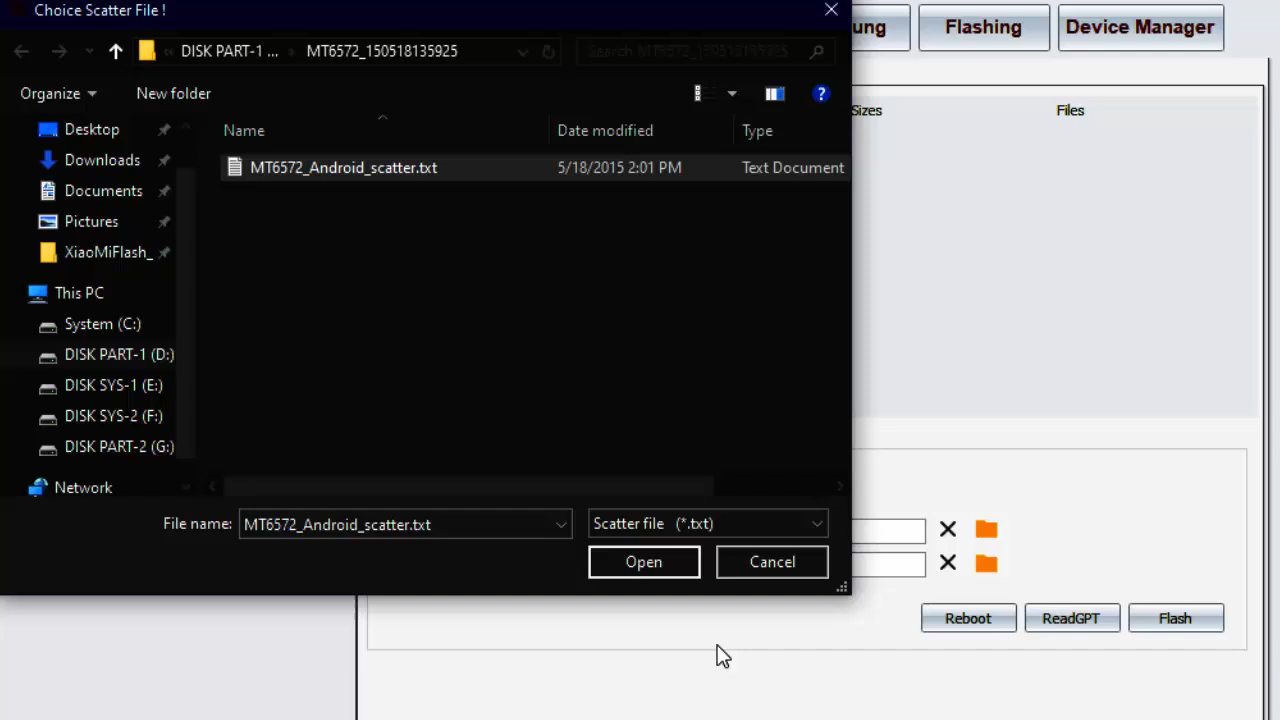 Choice Scatter File !
ung
Flashing
Device Manager
DISK PART-1 ...
MT6572_150518135925
Search MT6572_150518135925
Organize
New folder
Sizes
Files
Name
Date modified
Type
MT6572_Android_scatter.txt
5/18/2015 2:01 PM
Text Document
Desktop
Downloads
Documents
Pictures
XiaoMiFlash_
This PC
System (C:)
DISK PART-1 (D:)
DISK SYS-1 (E:)
DISK SYS-2 (F:)
DISK PART-2 (G:)
Network
File name:
MT6572_Android_scatter.txt
Scatter file   (*.txt)
Open
Cancel
Reboot
ReadGPT
Flash